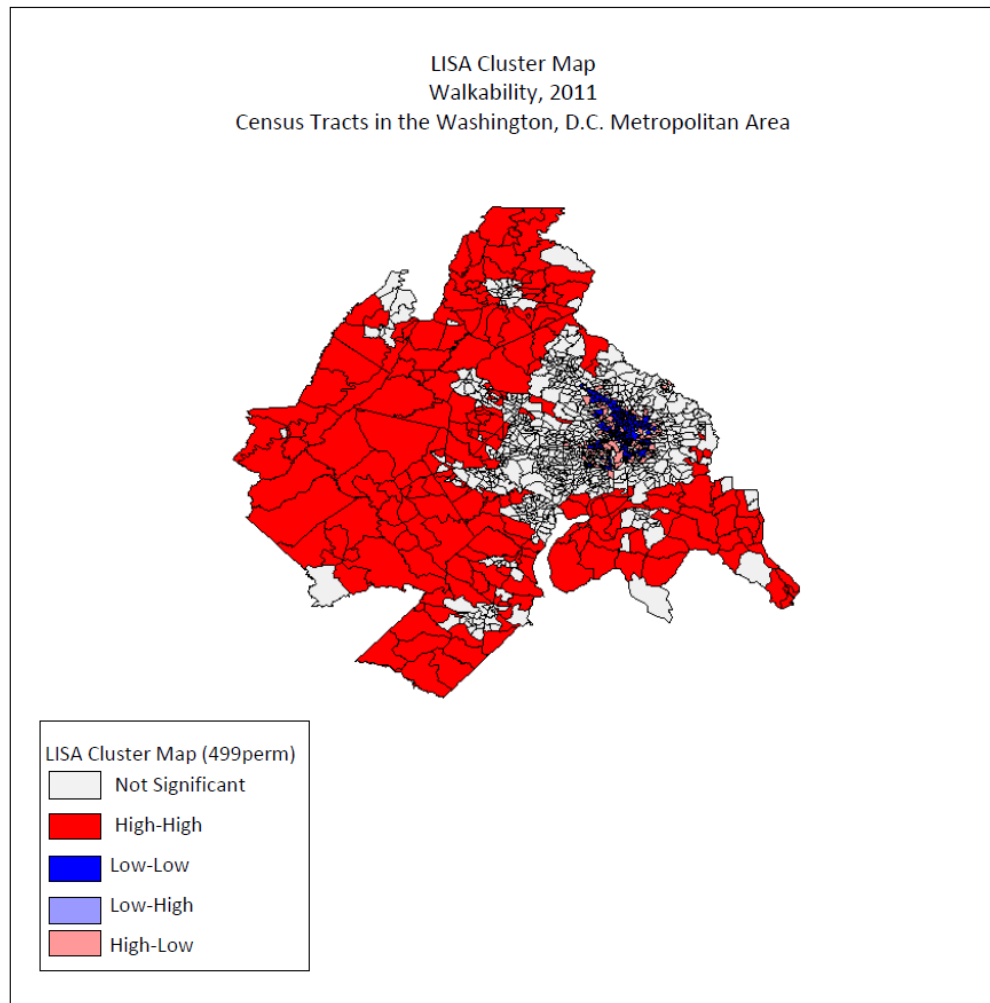 LISA Cluster Map
Walkability, 2011
Census Tracts in the Washington, D.C. Metropolitan Area
LISA Cluster Map (499perm)
Not Significant
High-High
Low-Low
Low-High
High-Low